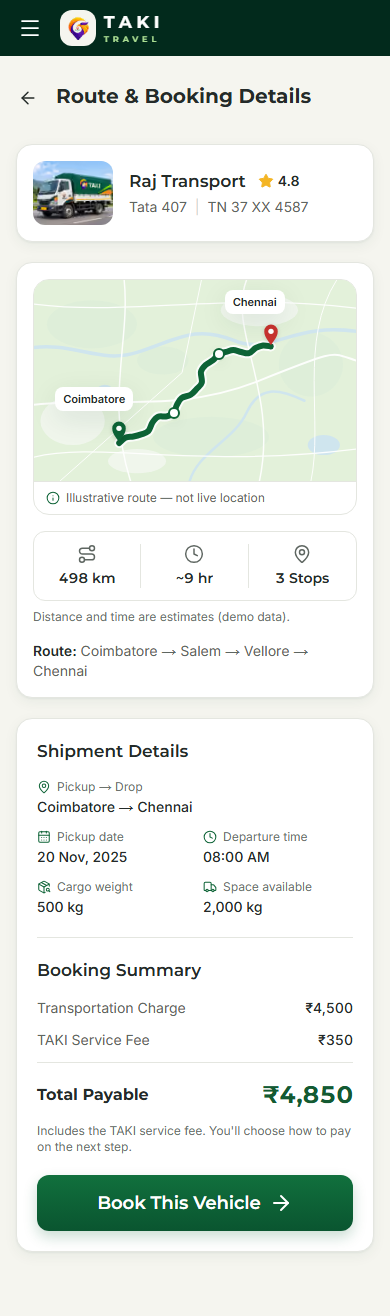 TAKI
TRAVEL
Route & Booking Details
TAKI
Raj Transport 4.8
Tata 407 | TN 37 XX 4587
Chennai
Coimbatore
Illustrative route — not live location
498 km ~9 hr 3 Stops
Distance and time are estimates (demo data).
Route: Coimbatore → Salem → Vellore →
Chennai
Shipment Details
Pickup → Drop
Coimbatore → Chennai
Pickup date Departure time
20 Nov, 2025 08:00 AM
Cargo weight Space available
500 kg 2,000 kg
Booking Summary
Transportation Charge ₹4,500
TAKI Service Fee ₹350
Total Payable ₹4,850
Includes the TAKI service fee. You'll choose how to pay
on the next step.
Book This Vehicle →